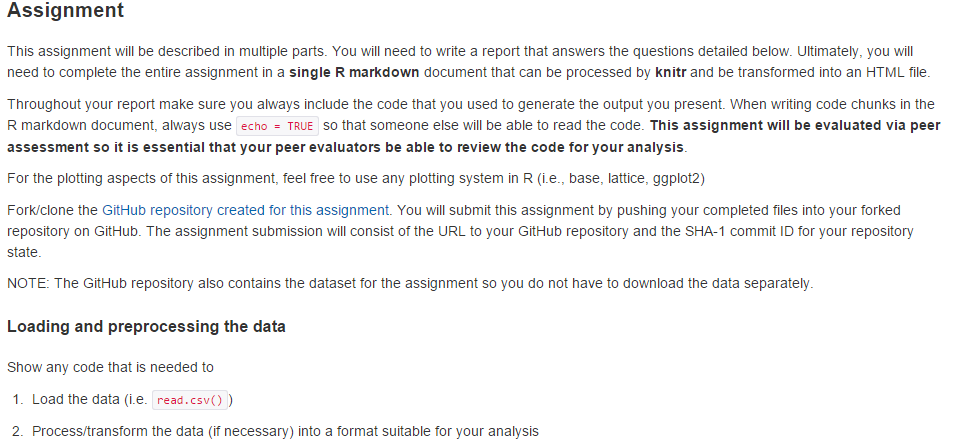 Assignment
This assignment will be described in multiple parts. You will need to write a report that answers the questions detailed below. Ultimately, you will
need to complete the entire assignment in a single R markdown document that can be processed by knitr and be transformed into an HTML file.
Throughout your report make sure you always include the code that you used to generate the output you present. When writing code chunks in the
R markdown document, always use echo = TRUE so that someone else will be able to read the code. This assignment will be evaluated via peer
assessment so it is essential that your peer evaluators be able to review the code for your analysis.
For the plotting aspects of this assignment, feel free to use any plotting system in R (i.e., base, lattice, ggplot2)
Fork/clone the GitHub repository created for this assignment. You will submit this assignment by pushing your completed files into your forked
repository on GitHub. The assignment submission will consist of the URL to your GitHub repository and the SHA-1 commit ID for your repository
state.
NOTE: The GitHub repository also contains the dataset for the assignment so you do not have to download the data separately.
Loading and preprocessing the data
Show any code that is needed to
1. Load the data (i.e. read.csv())
2. Process/transform the data (if necessary) into a format suitable for your analysis